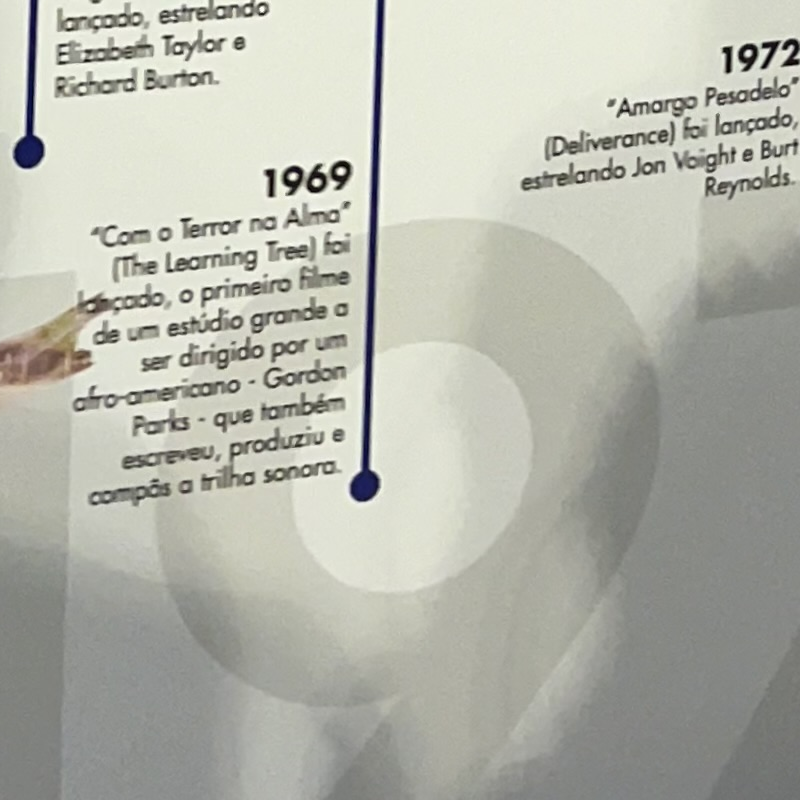 lançado, estrelando
Elizabeth Taylor e
Richard Burton.
1969
"Com o Terror na Alma"
(The Learning Tree) foi
lançado, o primeiro filme
de um estúdio grande a
ser dirigido por um
afro-americano - Gordon
Parks - que também
escreveu, produziu e
compôs a trilha sonora.
1972
"Amargo Pesadelo"
(Deliverance) foi lançado,
estrelando Jon Voight e Burt
Reynolds.